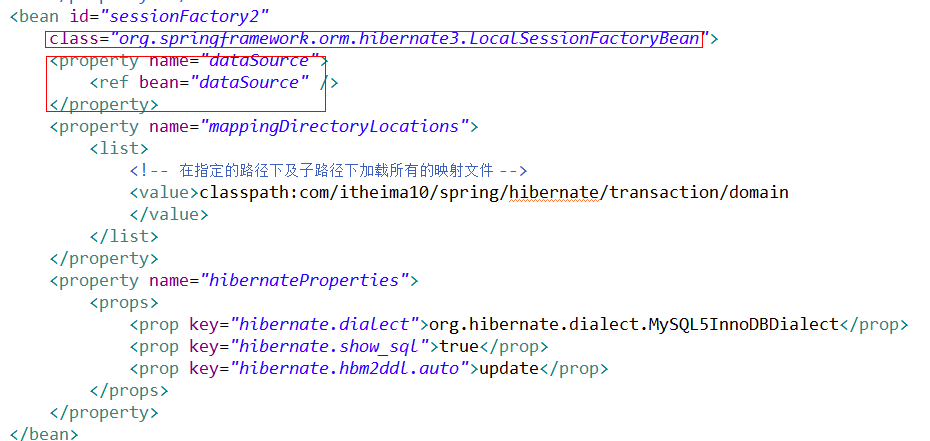 <bean id="sessionFactory2"
class="org.springframework.orm.hibernate3.LocalSessionFactoryBean">
<property name="dataSource">
<ref bean="dataSource" />
</property>
<property name="mappingDirectoryLocations">
<list>
<!-- 在指定的路径下及子路径下加载所有的映射文件 -->
<value>classpath:com/itheima10/spring/hibernate/transaction/domain
</value>
</list>
</property>
<property name="hibernateProperties">
<props>
<prop key="hibernate.dialect">org.hibernate.dialect.MySQL5InnoDBDialect</prop>
<prop key="hibernate.show_sql">true</prop>
<prop key="hibernate.hbm2ddl.auto">update</prop>
</props>
</property>
</bean>